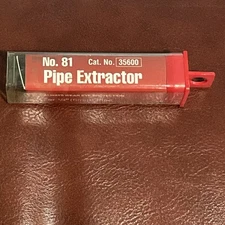 No. 81 Cat. No. 35600
Pipe Extractor